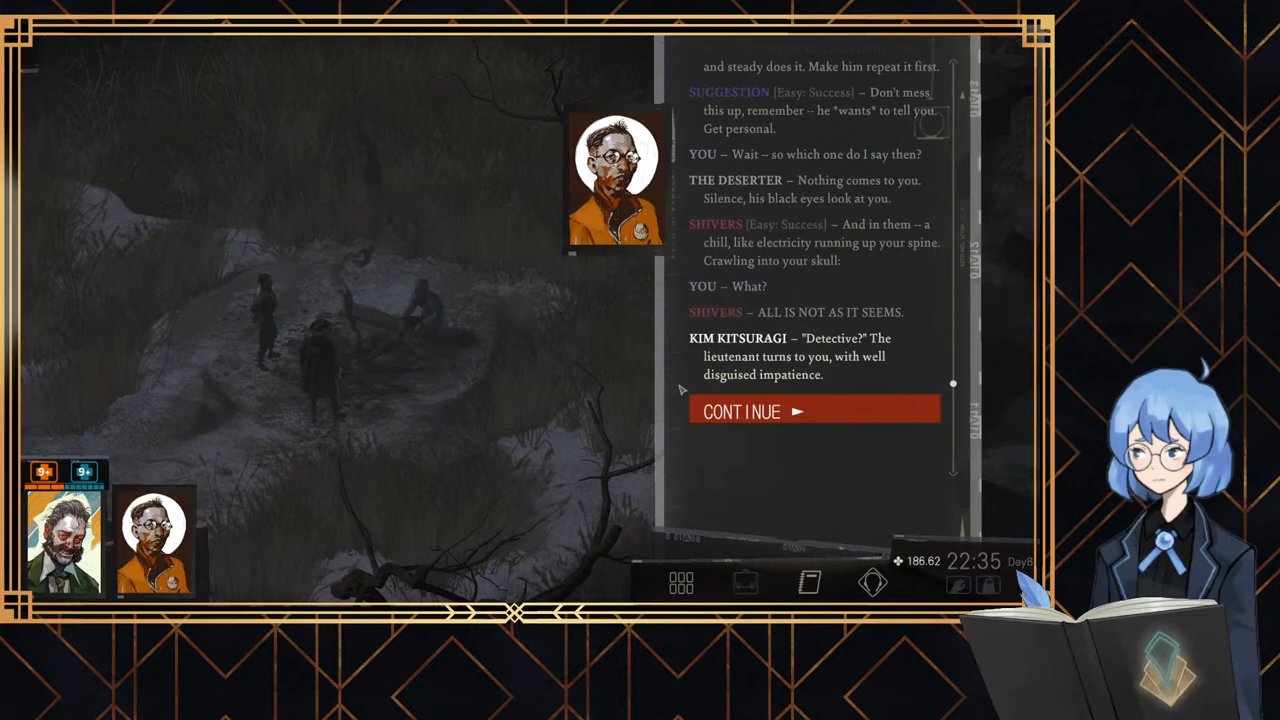 and steady does it. Make him repeat it first.
SUGGESTION [Easy: Success] – Don't mess
this up, remember -- he *wants* to tell you.
Get personal.
YOU – Wait -- so which one do I say then?
THE DESERTER – Nothing comes to you.
Silence, his black eyes look at you.
SHIVERS [Easy: Success] – And in them -- a
chill, like electricity running up your spine.
Crawling into your skull:
YOU – What?
SHIVERS – ALL IS NOT AS IT SEEMS.
KIM KITSURAGI – "Detective?" The
lieutenant turns to you, with well
disguised impatience.
CONTINUE
9+ 9+
186.62 22:35 Day8